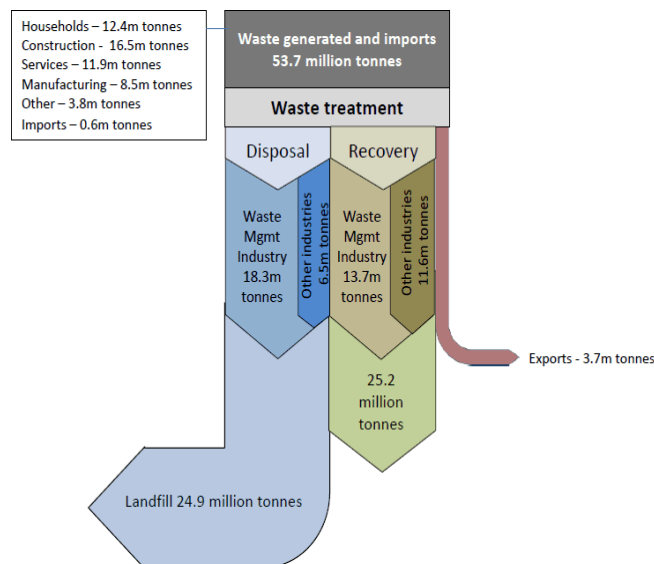 Households – 12.4m tonnes
Construction - 16.5m tonnes
Services – 11.9m tonnes
Manufacturing – 8.5m tonnes
Other – 3.8m tonnes
Imports – 0.6m tonnes
Waste generated and imports
53.7 million tonnes
Waste treatment
Disposal
Recovery
Waste
Mgmt
Industry
18.3m
tonnes
Other industries
6.5m tonnes
Waste
Mgmt
Industry
13.7m
tonnes
Other industries
11.6m tonnes
Exports - 3.7m tonnes
25.2
million
tonnes
Landfill 24.9 million tonnes